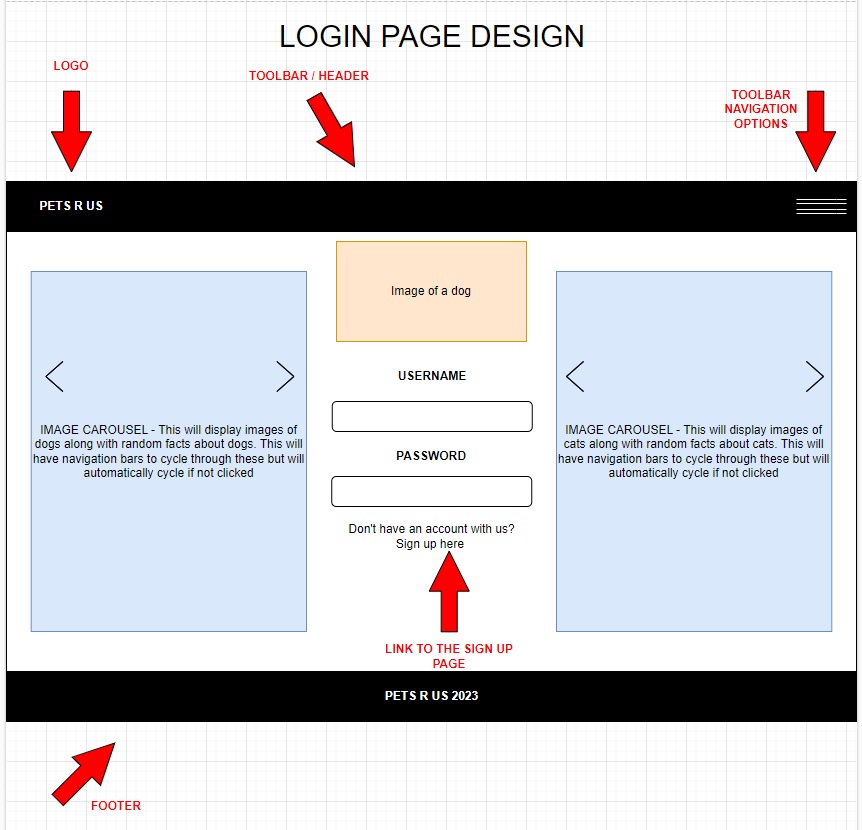 LOGIN PAGE DESIGN
LOGO
TOOLBAR / HEADER
TOOLBAR
NAVIGATION
OPTIONS
PETS R US
Image of a dog
USERNAME
IMAGE CAROUSEL - This will display images of
dogs along with random facts about dogs. This will
have navigation bars to cycle through these but will
automatically cycle if not clicked
PASSWORD
Don't have an account with us?
Sign up here
IMAGE CAROUSEL - This will display images of
cats along with random facts about cats. This will
have navigation bars to cycle through these but will
automatically cycle if not clicked
LINK TO THE SIGN UP
PAGE
PETS R US 2023
FOOTER